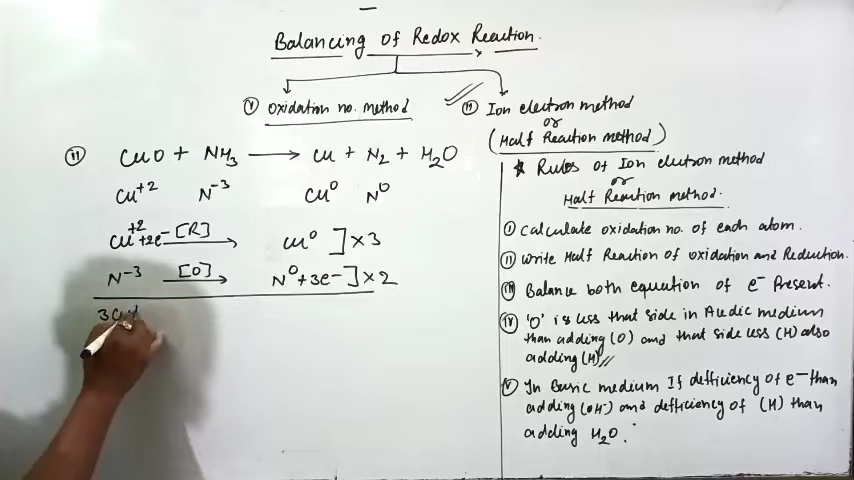 Balancing of Redox Reaction.
(i) Oxidation no. method
(ii) Ion electron method
or
(Half Reaction method)
(ii) CuO + NH3 ⟶ Cu + N2 + H2O
Cu+2 N-3 Cu0 N0
Cu+2 +2e- —[R]→ Cu0 ]×3
N-3 —[O]→ N0+3e- ]×2
* Rules of Ion electron method
or
Half Reaction method.
(i) Calculate oxidation no. of each atom.
(ii) Write Half Reaction of oxidation and Reduction.
(iii) Balance both equation of e- Present.
(iv) 'O' is less that side in Acidic medium
than adding (O) and that side less (H) also
adding (H)
(v) In Basic medium If defficiency of e- than
adding (OH-) and defficiency of (H) than
adding H2O.